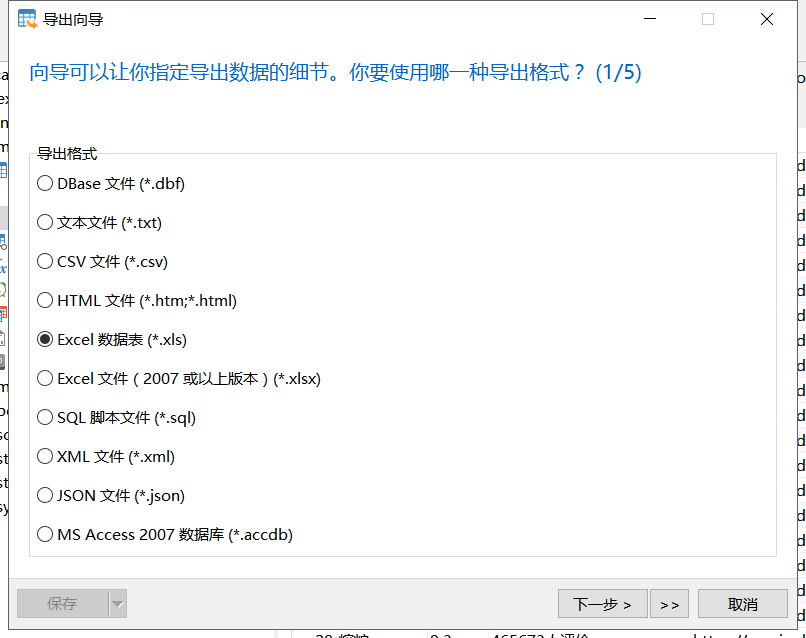 导出向导
向导可以让你指定导出数据的细节。你要使用哪一种导出格式？ (1/5)
导出格式
DBase 文件 (*.dbf)
文本文件 (*.txt)
CSV 文件 (*.csv)
HTML 文件 (*.htm;*.html)
Excel 数据表 (*.xls)
Excel 文件（2007 或以上版本）(*.xlsx)
SQL 脚本文件 (*.sql)
XML 文件 (*.xml)
JSON 文件 (*.json)
MS Access 2007 数据库 (*.accdb)
保存
下一步 >
>>
取消